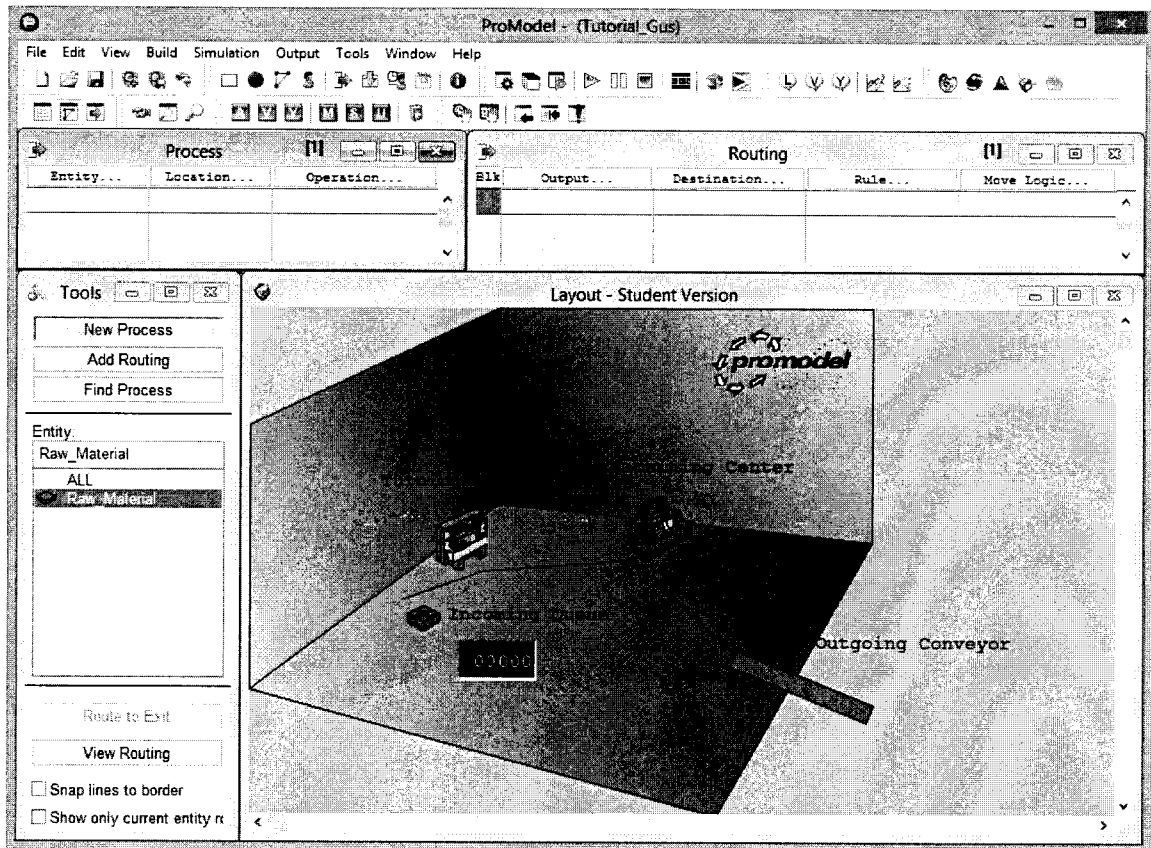 ProModel - (Tutorial_Gus)
File Edit View Build Simulation Output Tools Window Help
Process [1]
Entity... Location... Operation...
Routing [1]
Blk Output... Destination... Rule... Move Logic...
Tools
New Process
Add Routing
Find Process
Entity:
Raw_Material
ALL
Raw_Material
Route to Exit
View Routing
Snap lines to border
Show only current entity r
Layout - Student Version
promodel
Center
Incoming Queue
00000
Outgoing Conveyor